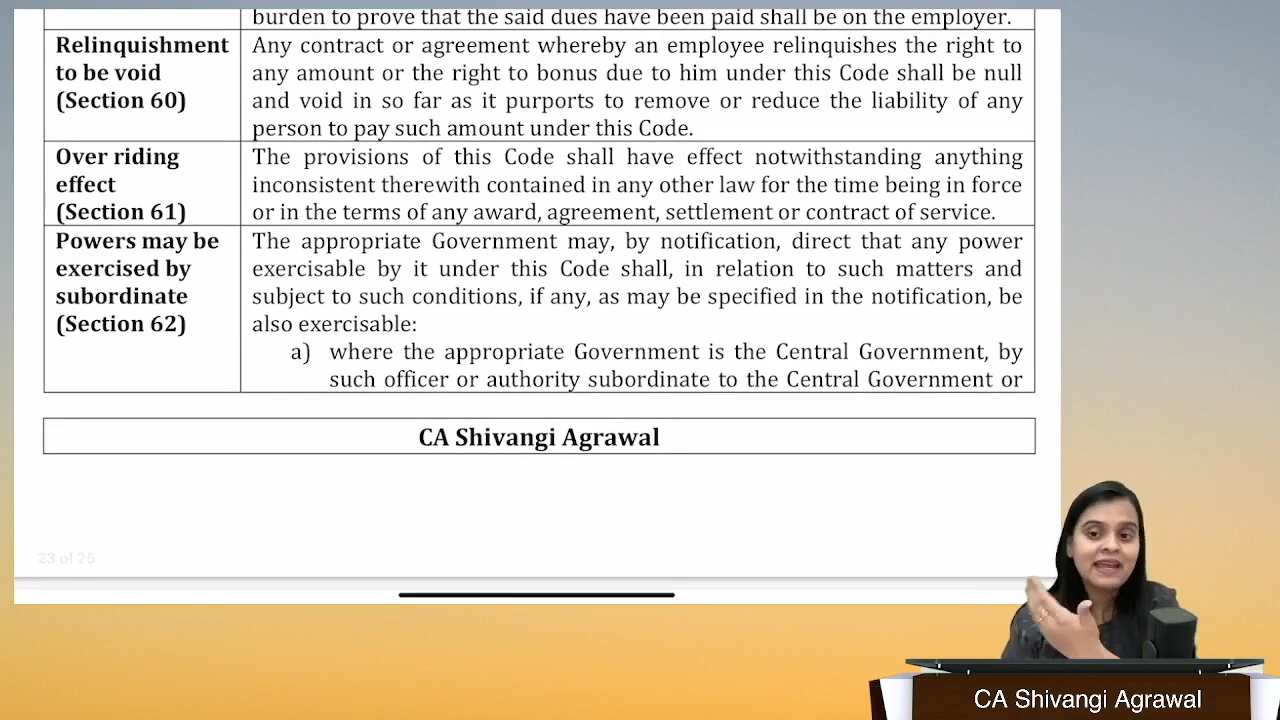 burden to prove that the said dues have been paid shall be on the employer.
Relinquishment
to be void
(Section 60)
Any contract or agreement whereby an employee relinquishes the right to
any amount or the right to bonus due to him under this Code shall be null
and void in so far as it purports to remove or reduce the liability of any
person to pay such amount under this Code.
Over riding
effect
(Section 61)
The provisions of this Code shall have effect notwithstanding anything
inconsistent therewith contained in any other law for the time being in force
or in the terms of any award, agreement, settlement or contract of service.
Powers may be
exercised by
subordinate
(Section 62)
The appropriate Government may, by notification, direct that any power
exercisable by it under this Code shall, in relation to such matters and
subject to such conditions, if any, as may be specified in the notification, be
also exercisable:
a) where the appropriate Government is the Central Government, by
such officer or authority subordinate to the Central Government or
CA Shivangi Agrawal
23 of 25
CA Shivangi Agrawal